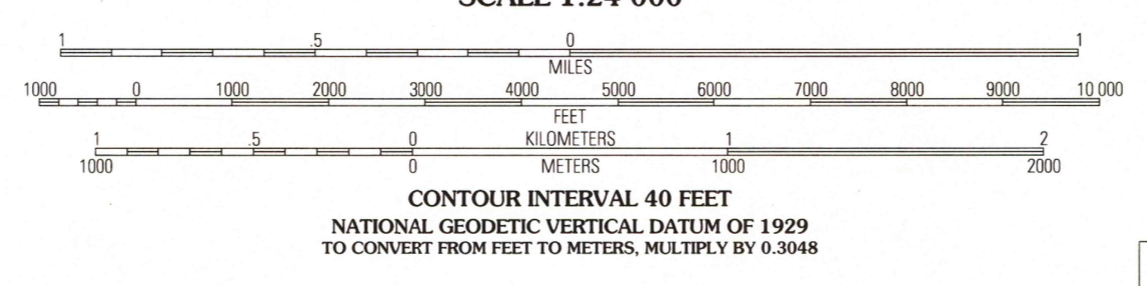 SCALE 1:24 000
1 .5 0 1
MILES
1000 0 1000 2000 3000 4000 5000 6000 7000 8000 9000 10 000
FEET
1 .5 0 KILOMETERS 1 2
1000 0 METERS 1000 2000
CONTOUR INTERVAL 40 FEET
NATIONAL GEODETIC VERTICAL DATUM OF 1929
TO CONVERT FROM FEET TO METERS, MULTIPLY BY 0.3048